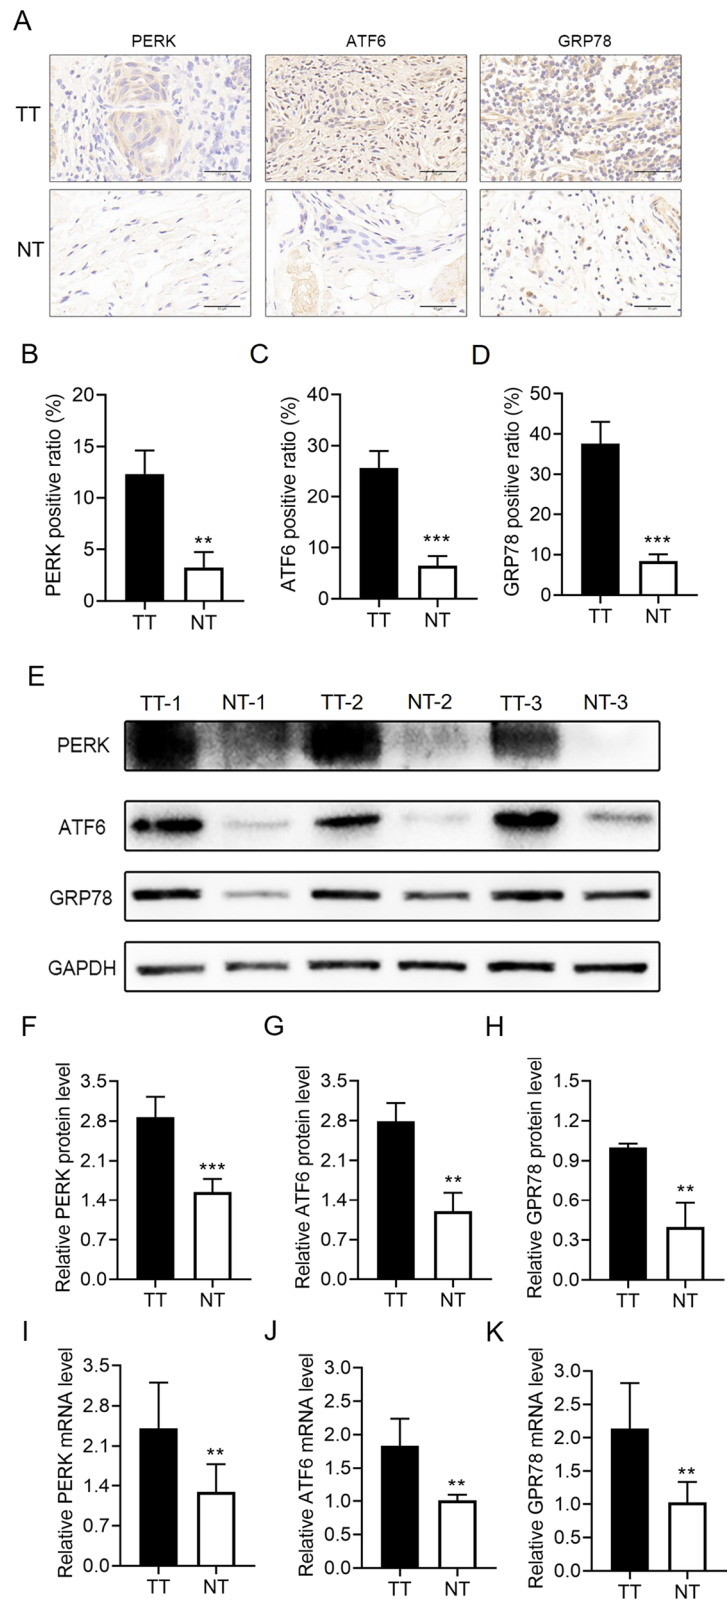 A
PERK ATF6 GRP78
TT
NT
B C D
PERK positive ratio (%)
20
15
10
5
0
**
TT NT
ATF6 positive ratio (%)
40
30
20
10
0
***
TT NT
GRP78 positive ratio (%)
50
40
30
20
10
0
***
TT NT
E
TT-1 NT-1 TT-2 NT-2 TT-3 NT-3
PERK
ATF6
GRP78
GAPDH
F G H
Relative PERK protein level
3.5
2.8
2.1
1.4
0.7
0.0
***
TT NT
Relative ATF6 protein level
3.5
2.8
2.1
1.4
0.7
0.0
**
TT NT
Relative GPR78 protein level
1.5
1.2
0.9
0.6
0.3
0.0
**
TT NT
I J K
Relative PERK mRNA level
3.5
2.8
2.1
1.4
0.7
0.0
**
TT NT
Relative ATF6 mRNA level
3.0
2.5
2.0
1.5
1.0
0.5
0.0
**
TT NT
Relative GPR78 mRNA level
3.0
2.5
2.0
1.5
1.0
0.5
0.0
**
TT NT